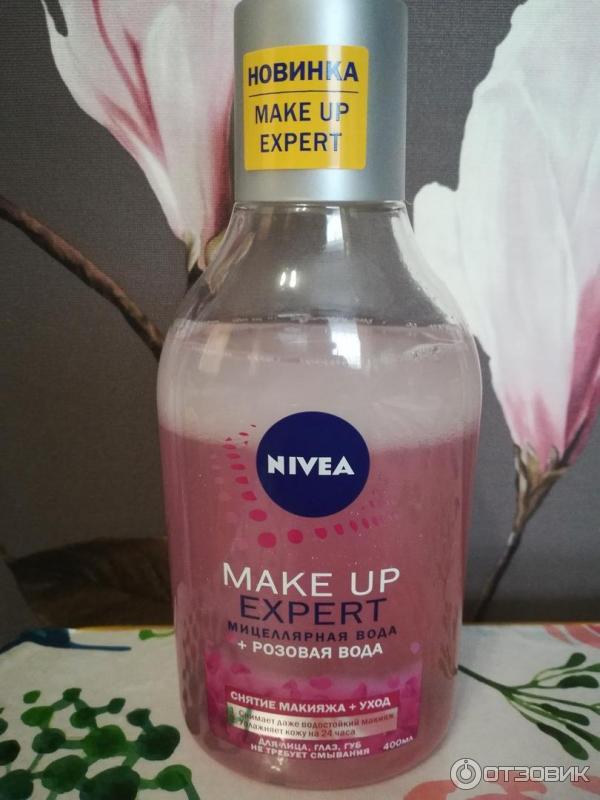 НОВИНКА
MAKE UP
EXPERT
NIVEA
MAKE UP
EXPERT
МИЦЕЛЛЯРНАЯ ВОДА
+ РОЗОВАЯ ВОДА
СНЯТИЕ МАКИЯЖА + УХОД
Снимает даже водостойкий макияж
Увлажняет кожу на 24 часа
ДЛЯ ЛИЦА, ГЛАЗ, ГУБ
НЕ ТРЕБУЕТ СМЫВАНИЯ
400МЛ
ОТЗОВИК